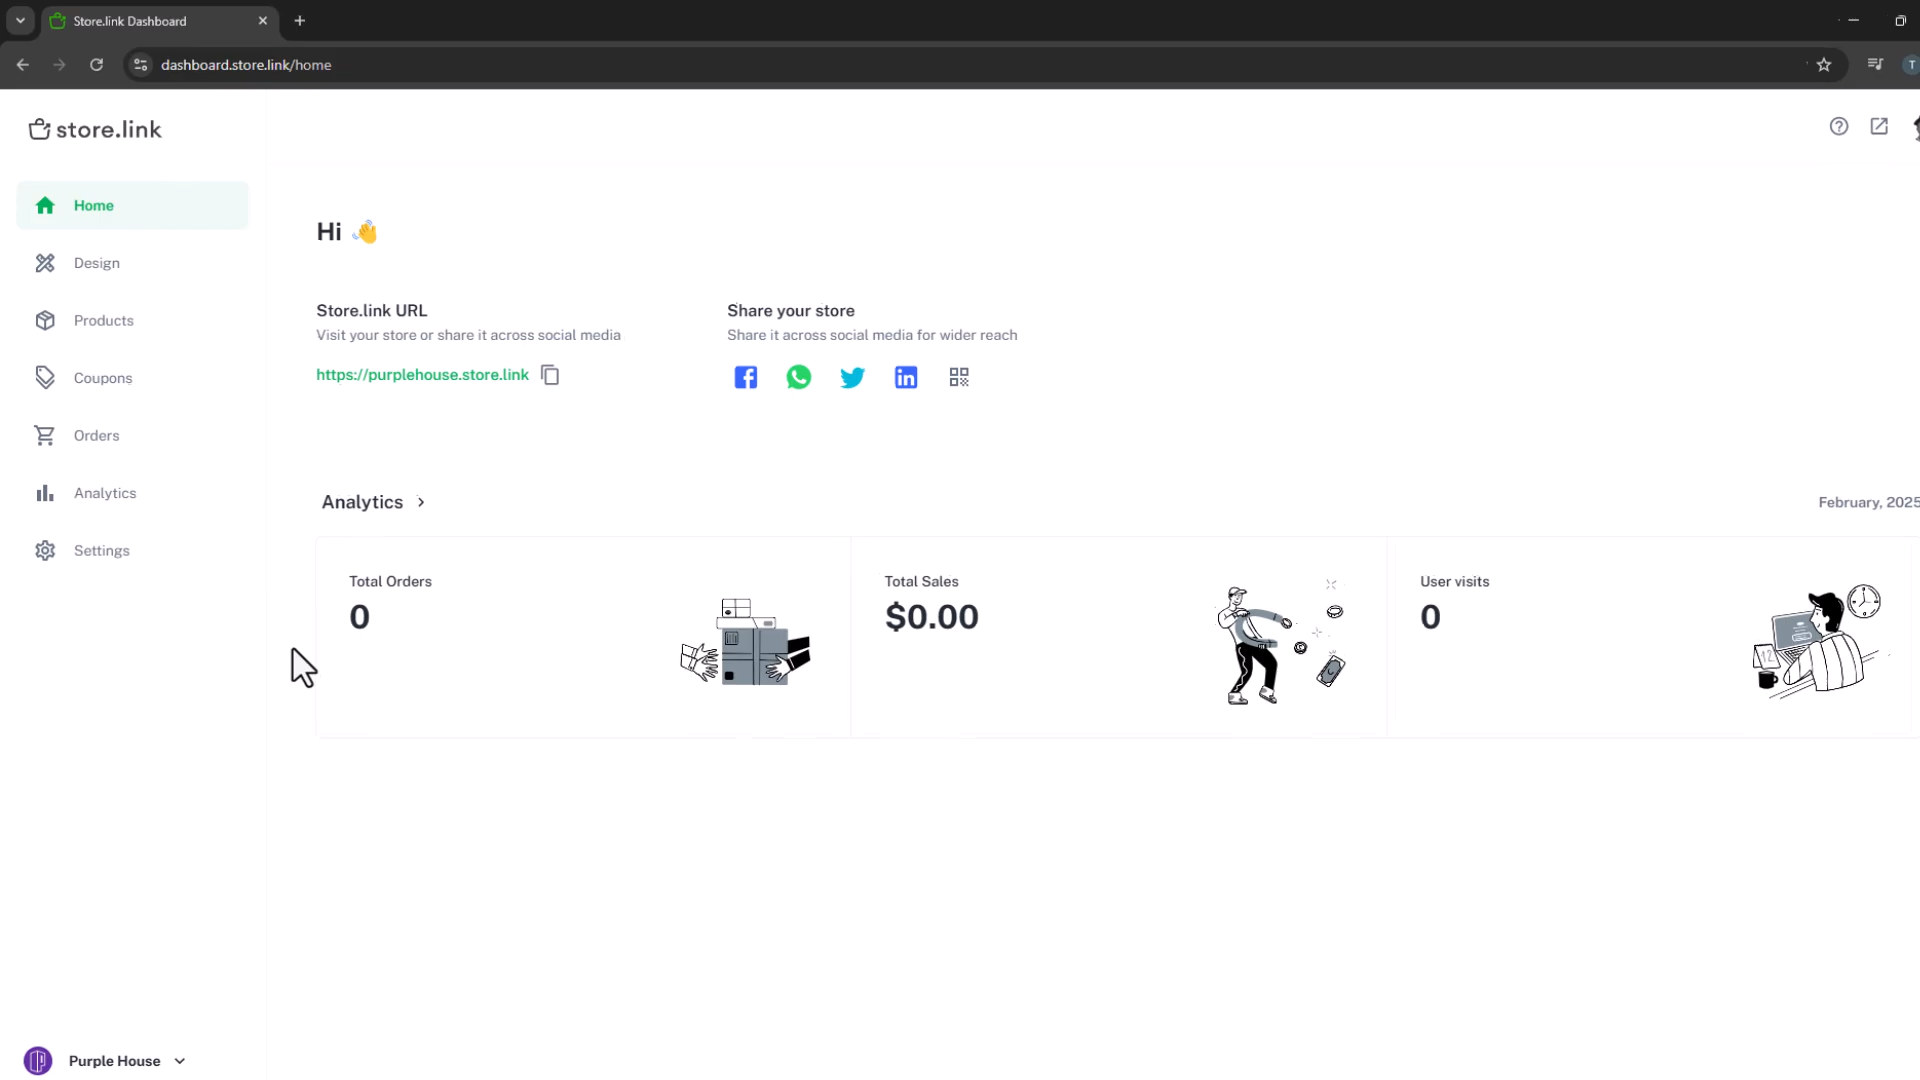 Store.link Dashboard
dashboard.store.link/home
T
store.link
Home
Design
Products
Coupons
Orders
Analytics
Settings
Purple House
Hi 👋
Store.link URL
Visit your store or share it across social media
https://purplehouse.store.link
Share your store
Share it across social media for wider reach
Analytics
February, 2025
Total Orders
0
Total Sales
$0.00
User visits
0
12